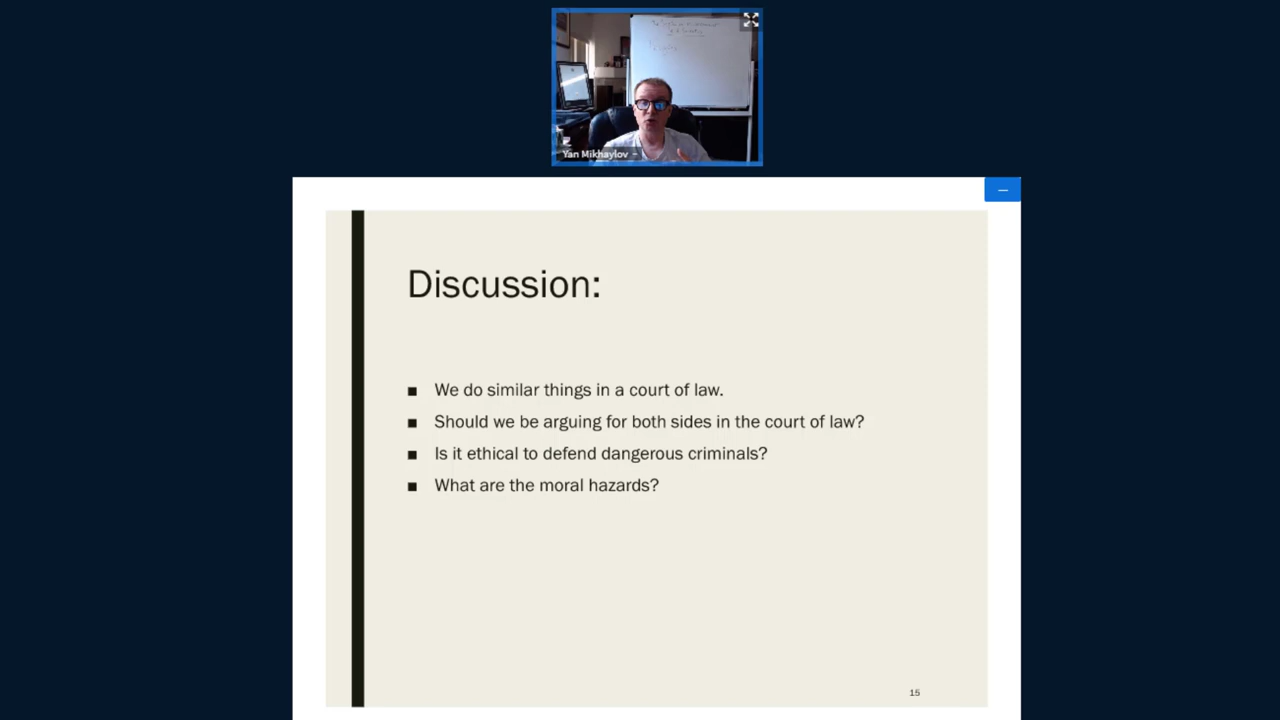 Yan Mikhaylov
Discussion:
■ We do similar things in a court of law.
■ Should we be arguing for both sides in the court of law?
■ Is it ethical to defend dangerous criminals?
■ What are the moral hazards?
15